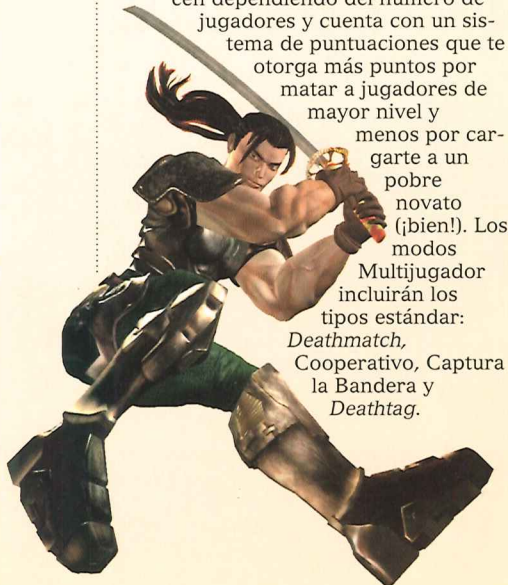 cen dependiendo del número de
jugadores y cuenta con un sis-
tema de puntuaciones que te
otorga más puntos por
matar a jugadores de
mayor nivel y
menos por car-
garte a un
pobre
novato
(¡bien!). Los
modos
Multijugador
incluirán los
tipos estándar:
Deathmatch,
Cooperativo, Captura
la Bandera y
Deathtag.